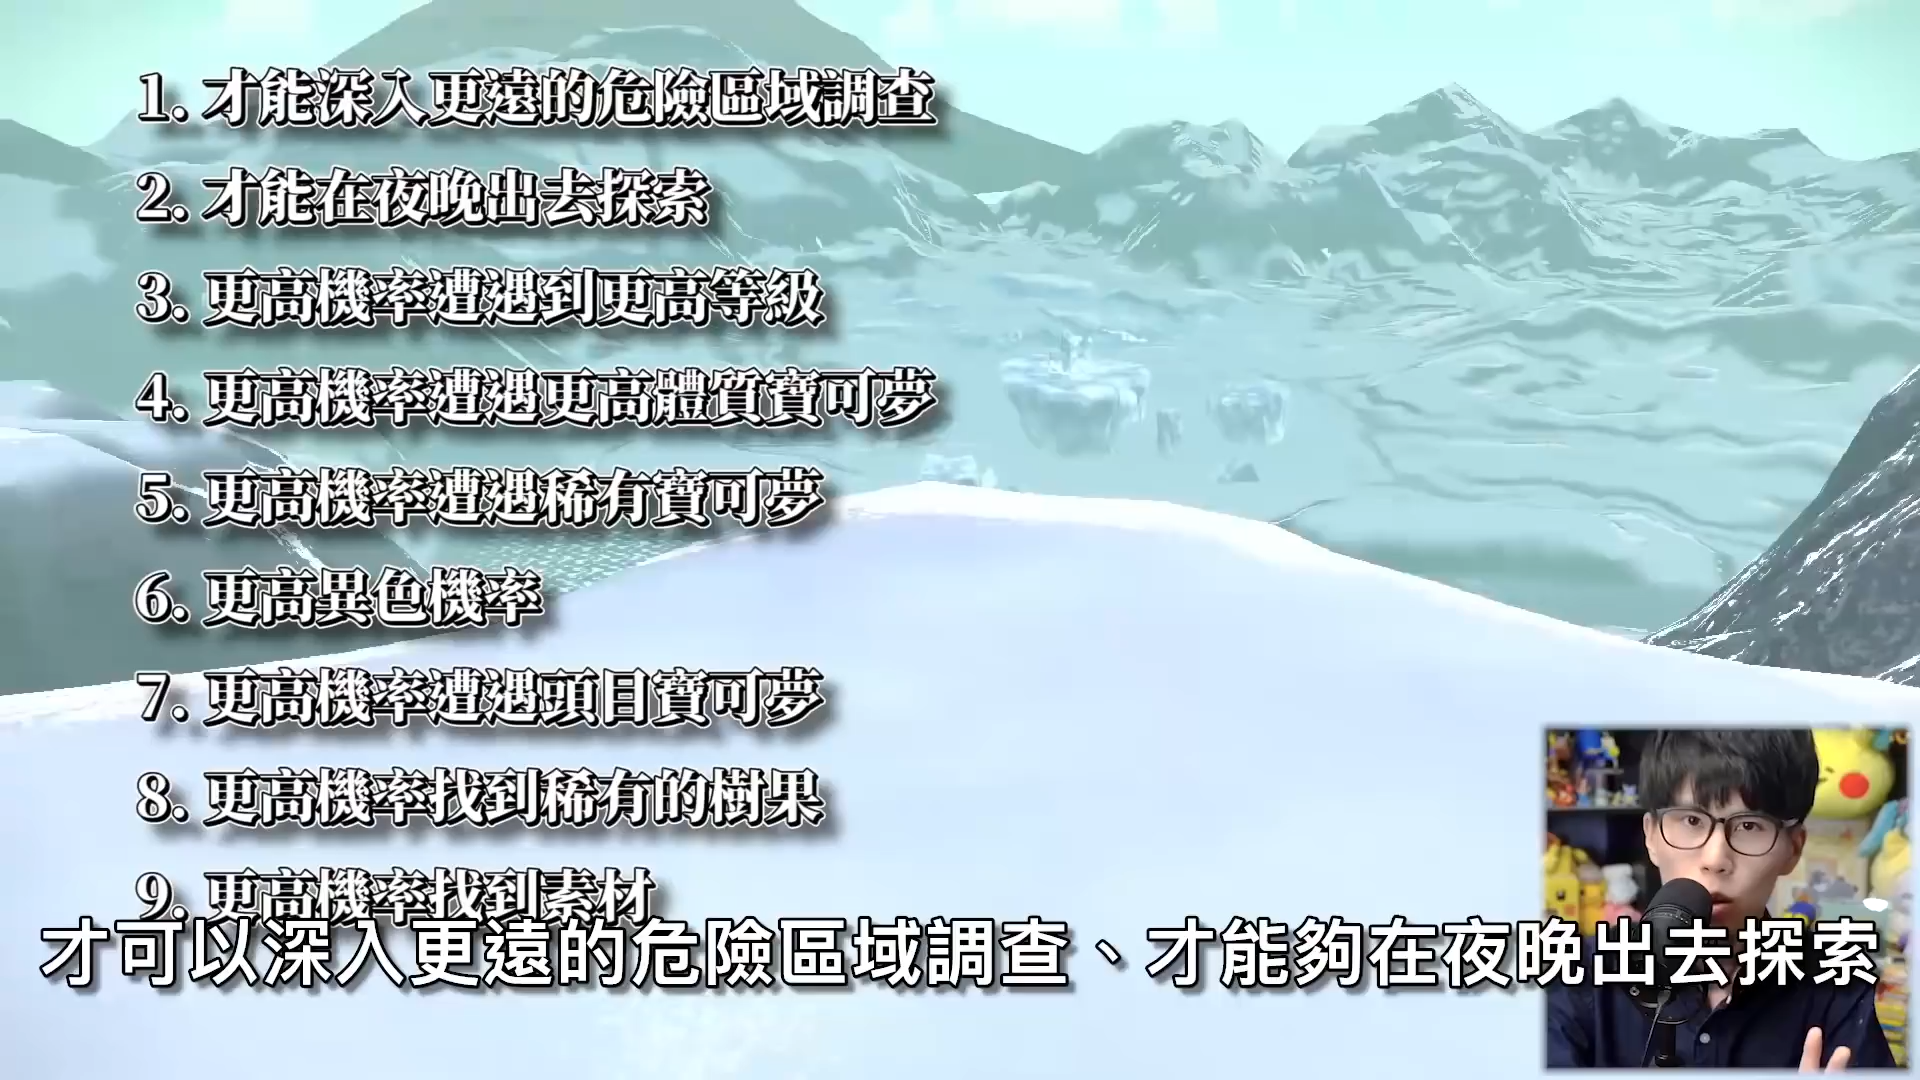 1. 才能深入更遠的危險區域調查
2. 才能在夜晚出去探索
3. 更高機率遭遇到更高等級
4. 更高機率遭遇更高體質寶可夢
5. 更高機率遭遇稀有寶可夢
6. 更高異色機率
7. 更高機率遭遇頭目寶可夢
8. 更高機率找到稀有的樹果
9. 更高機率找到素材
才可以深入更遠的危險區域調查、才能夠在夜晚出去探索